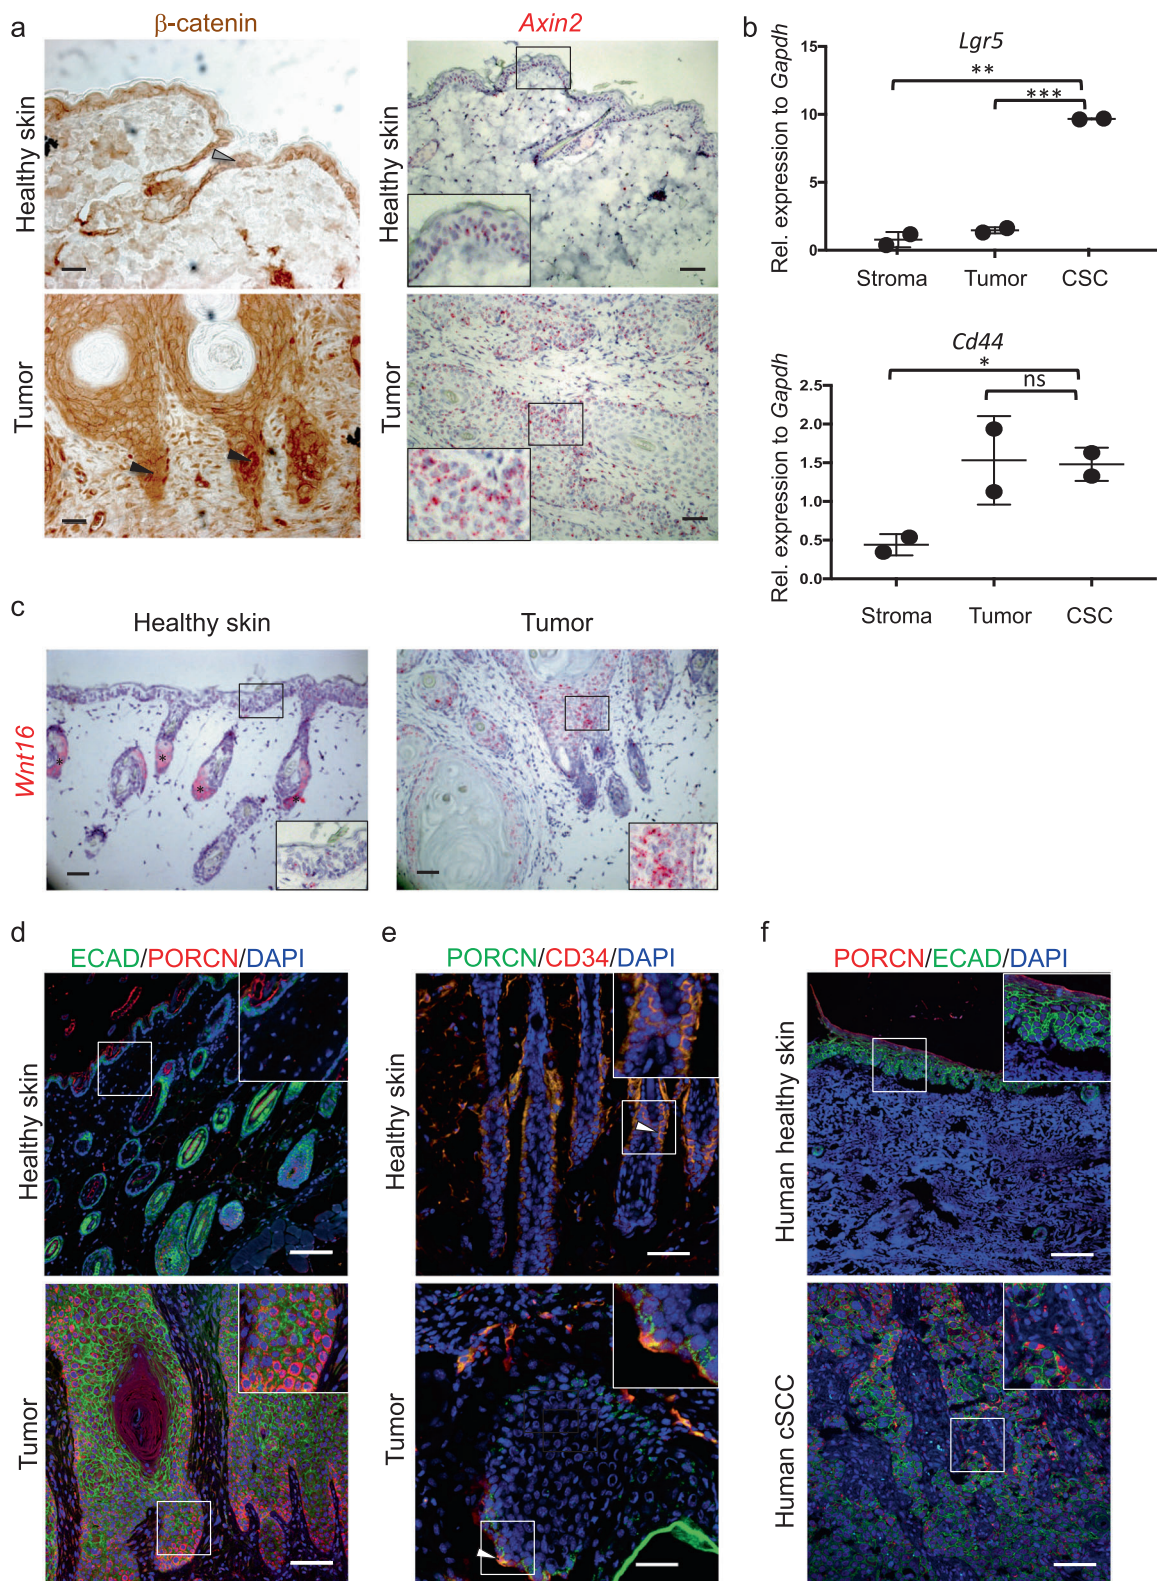 a
β-catenin
Axin2
Healthy skin
Tumor
b
Lgr5
Rel. expression to Gapdh
15
10
5
0
**
***
Stroma Tumor CSC
Cd44
Rel. expression to Gapdh
2.5
2.0
1.5
1.0
0.5
0.0
*
ns
Stroma Tumor CSC
c
Healthy skin
Tumor
Wnt16
*
*
*
*
d
ECAD/PORCN/DAPI
Healthy skin
Tumor
e
PORCN/CD34/DAPI
Healthy skin
Tumor
f
PORCN/ECAD/DAPI
Human healthy skin
Human cSCC